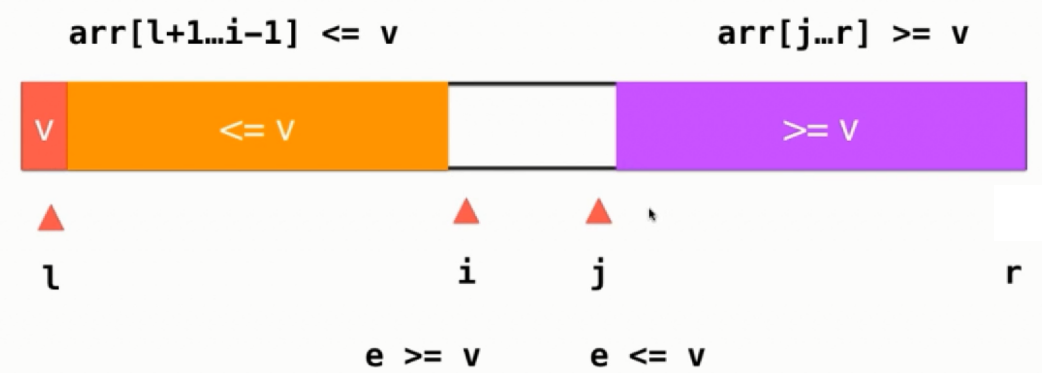 arr[l+1…i-1] <= v    arr[j…r] >= v
v    <= v    >= v
l    i    j    r
e >= v    e <= v